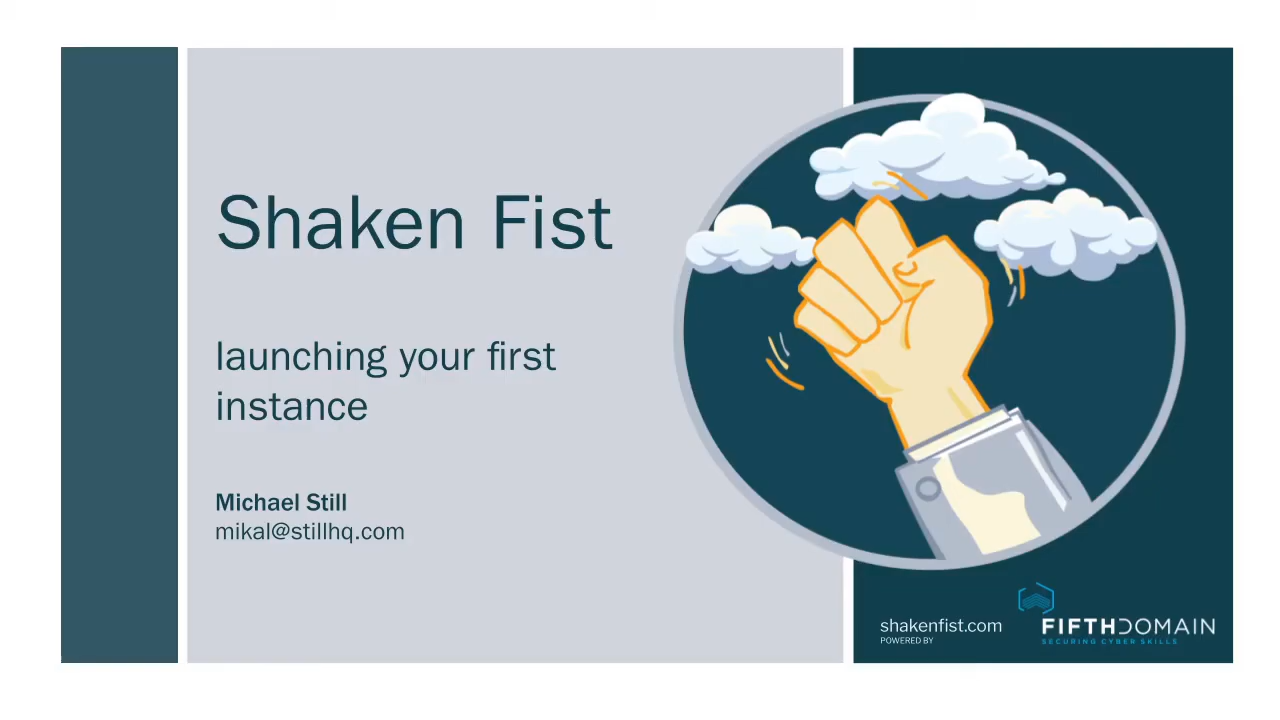 Shaken Fist
launching your first
instance
Michael Still
mikal@stillhq.com
shakenfist.com
POWERED BY
FIFTHDOMAIN
SECURING CYBER SKILLS